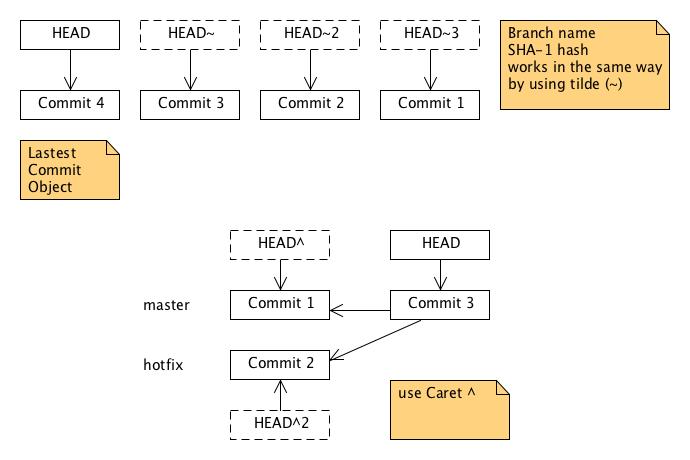 HEAD
HEAD~
HEAD~2
HEAD~3
Commit 4
Commit 3
Commit 2
Commit 1
Branch name
SHA-1 hash
works in the same way
by using tilde (~)
Lastest
Commit
Object
HEAD^
HEAD
master
Commit 1
Commit 3
hotfix
Commit 2
HEAD^2
use Caret ^